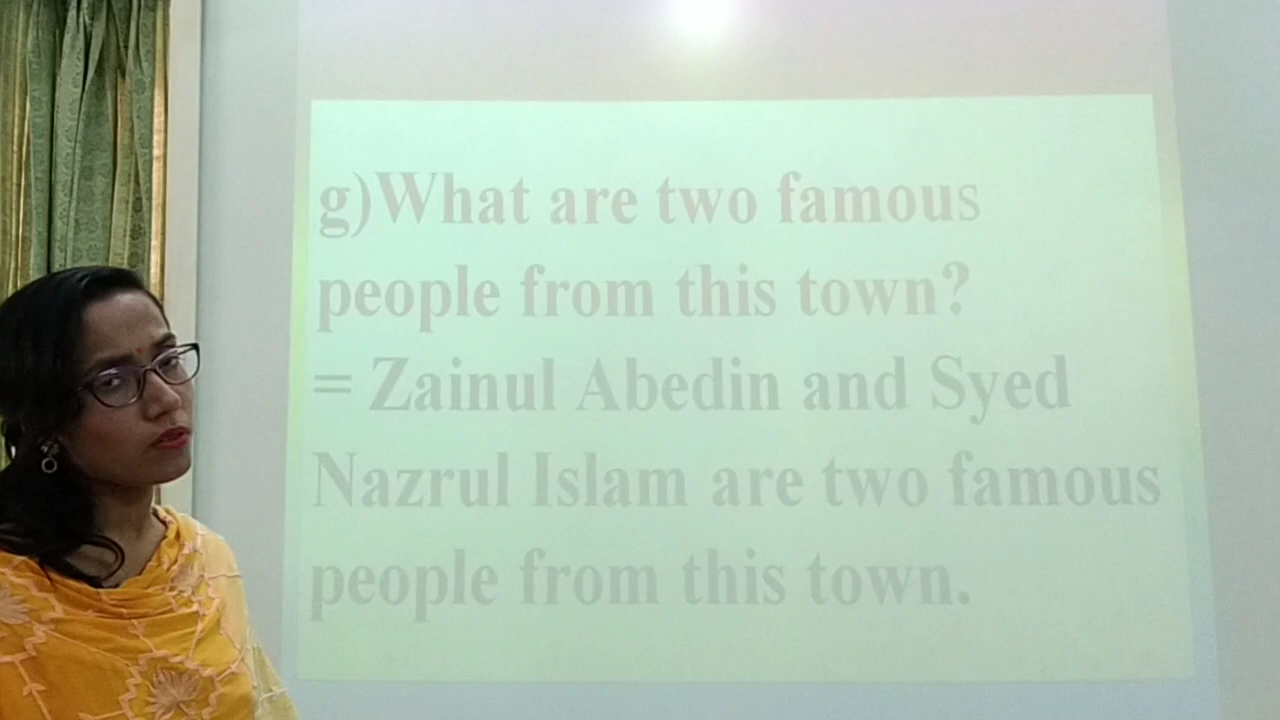 g)What are two famous
people from this town?
= Zainul Abedin and Syed
Nazrul Islam are two famous
people from this town.